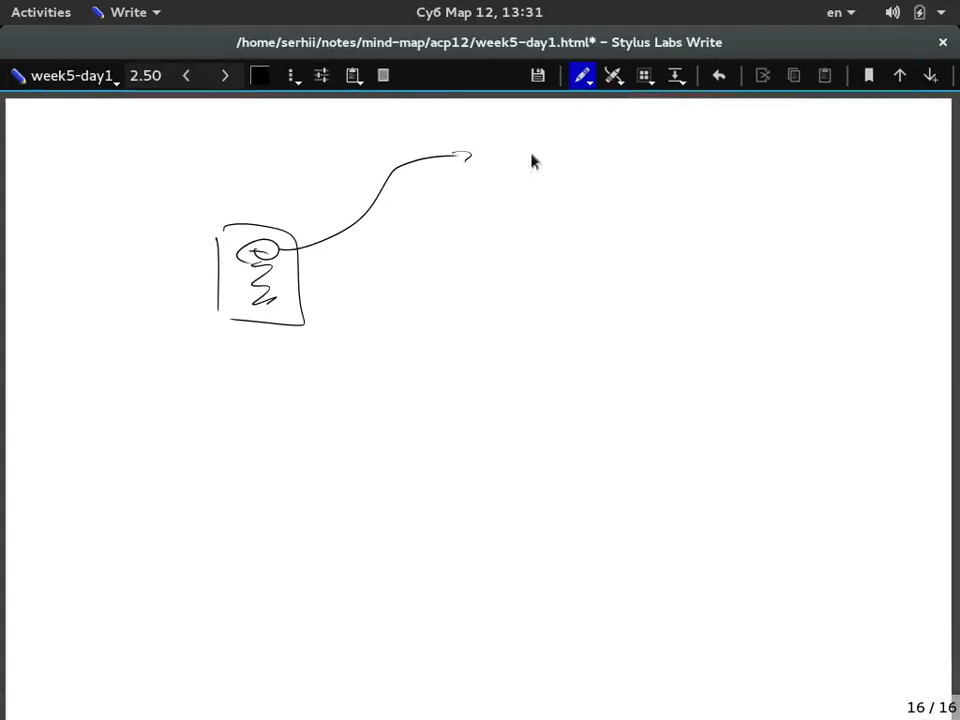 Activities Write Суб Мар 12, 13:31 en
/home/serhii/notes/mind-map/acp12/week5-day1.html* – Stylus Labs Write ×
week5-day1 2.50
16 / 16